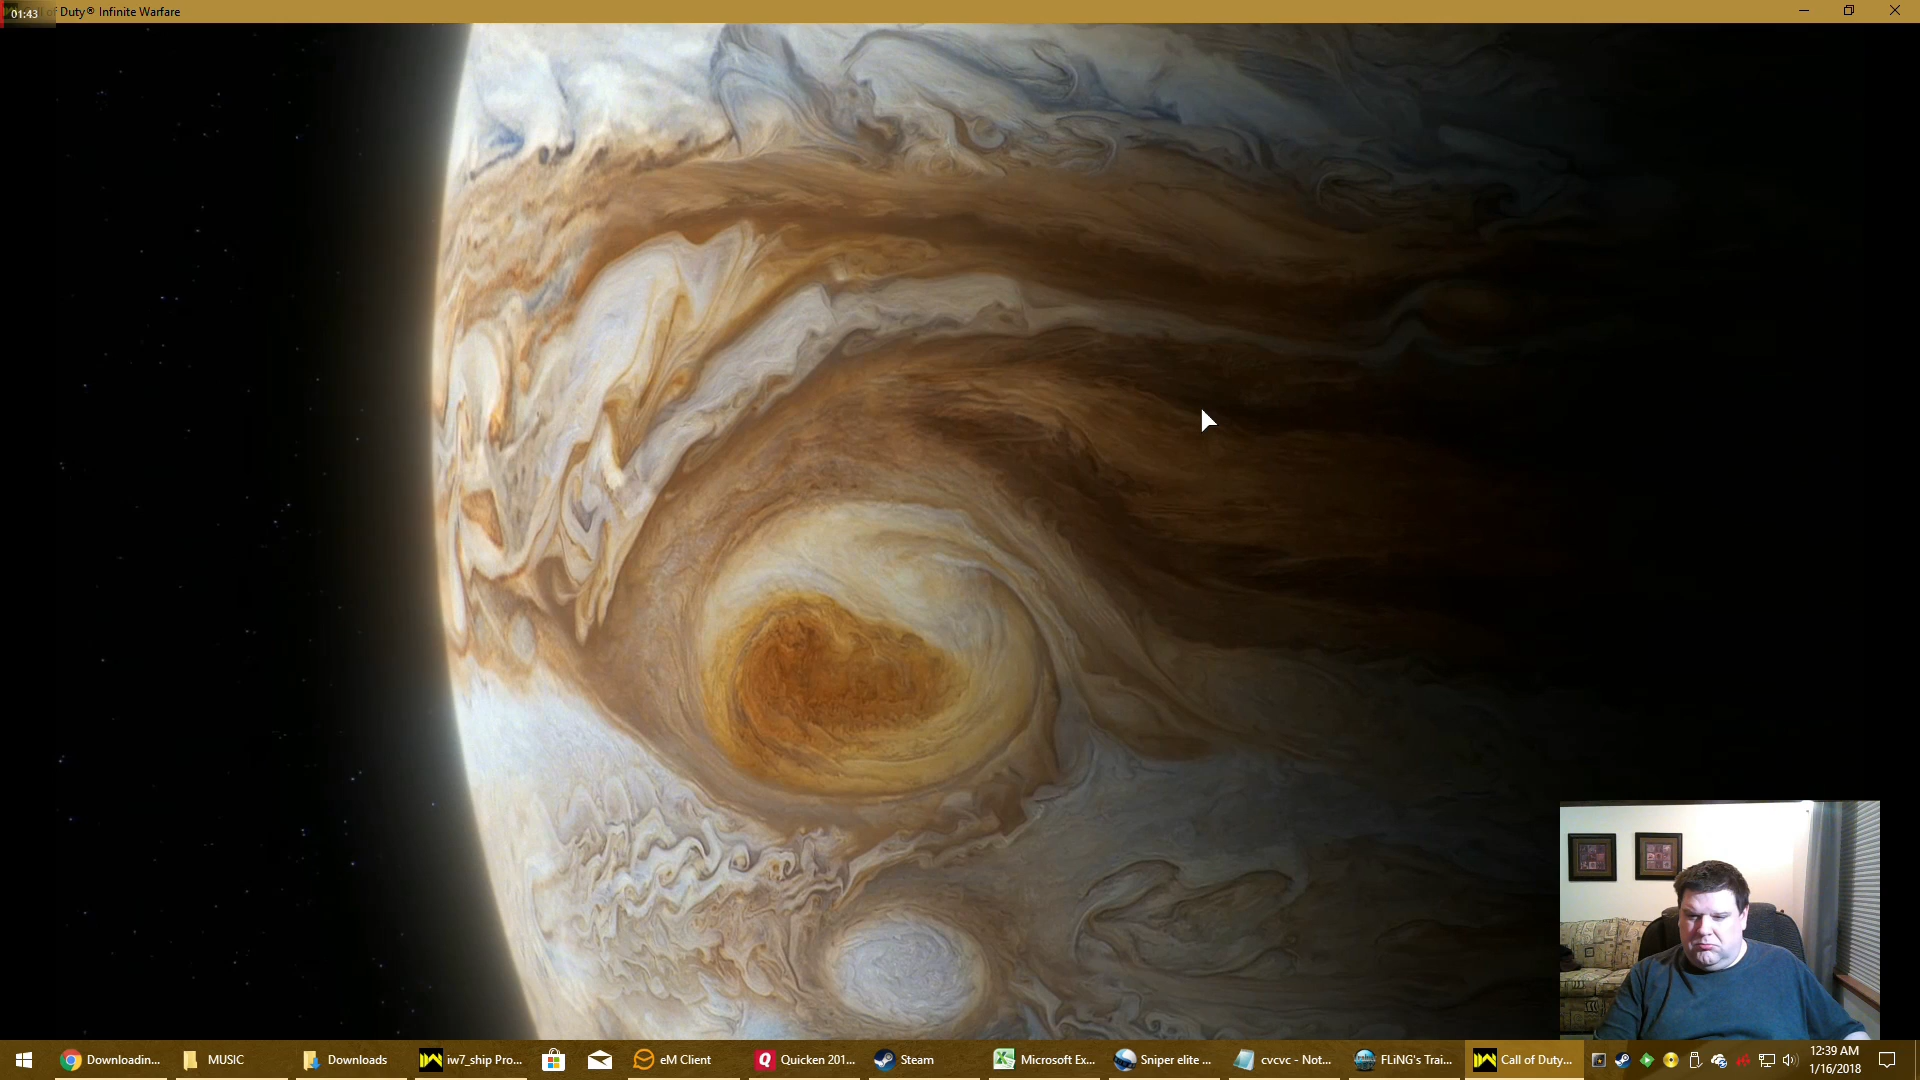 01:43
of Duty® Infinite Warfare
Downloadin...
MUSIC
Downloads
iw7_ship Pro...
eM Client
Quicken 201...
Steam
Microsoft Ex...
Sniper elite ...
cvcvc - Not...
FLiNG's Trai...
Call of Duty...
12:39 AM
1/16/2018